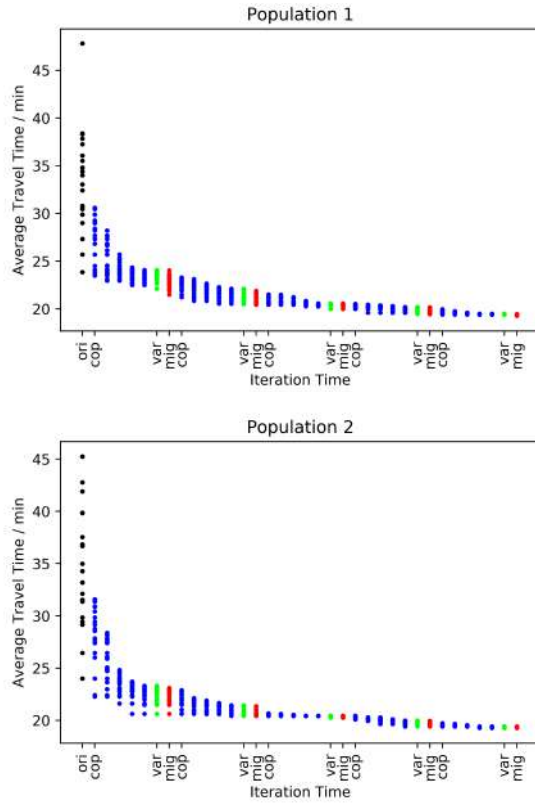 Population 1
45
40
35
30
25
20
Average Travel Time / min
ori
cop
var
mig
cop
var
mig
cop
var
mig
cop
var
mig
cop
var
mig
Iteration Time
Population 2
45
40
35
30
25
20
Average Travel Time / min
ori
cop
var
mig
cop
var
mig
cop
var
mig
cop
var
mig
cop
var
mig
Iteration Time